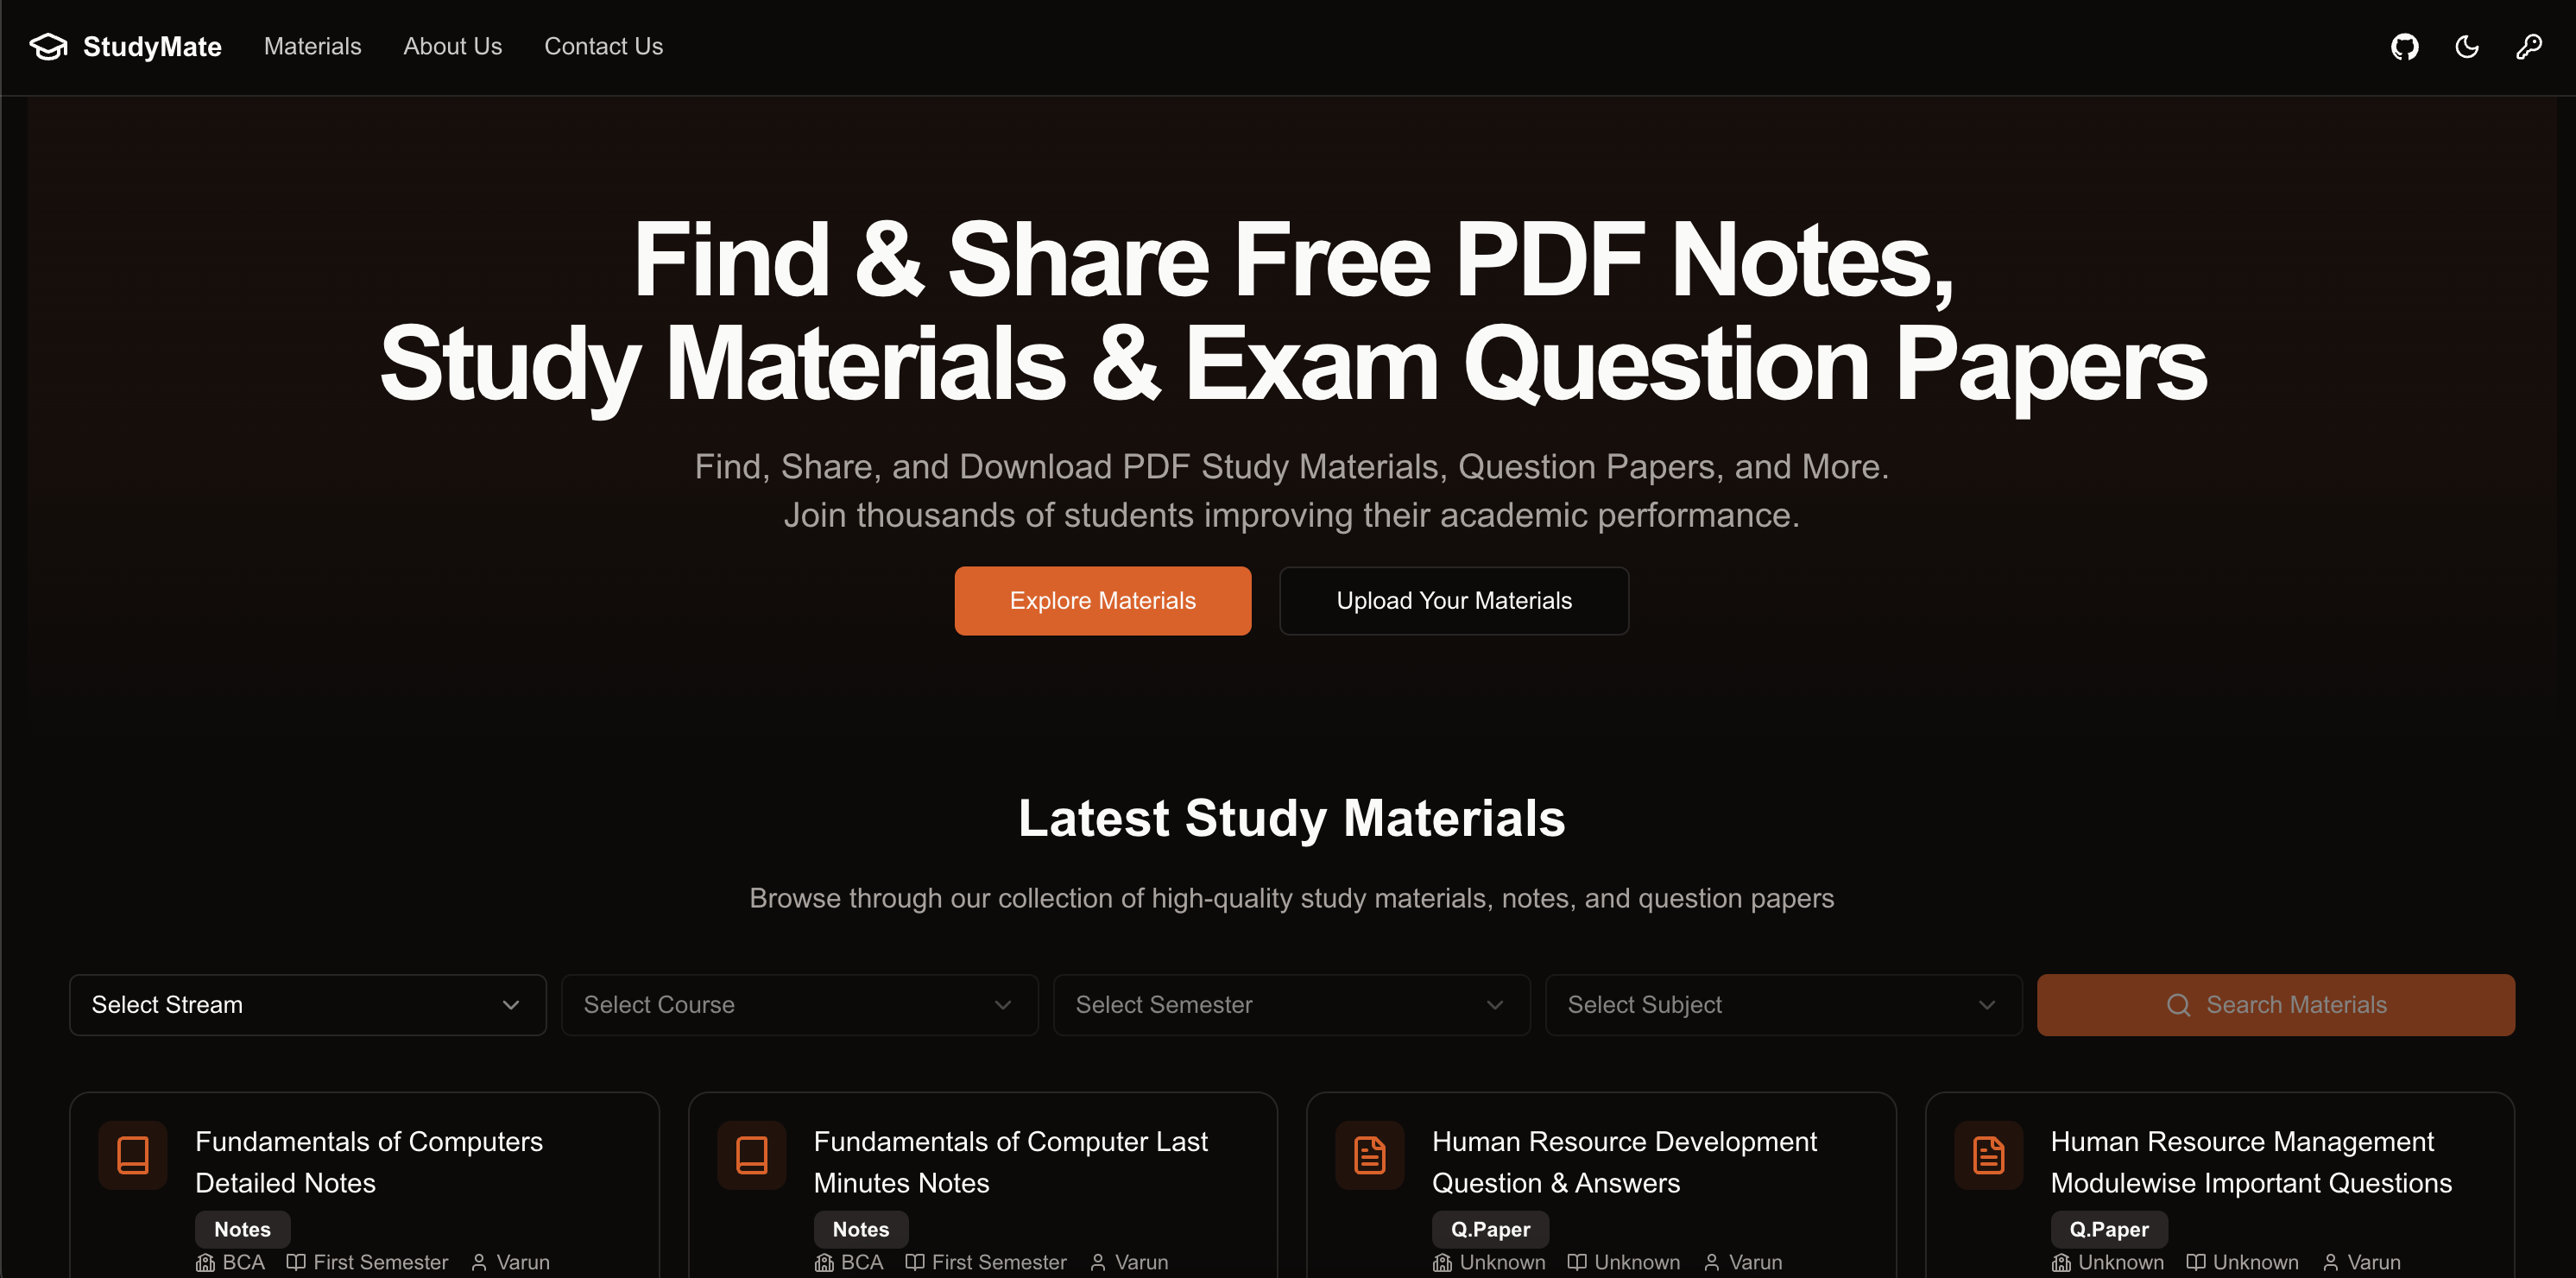 StudyMate Materials About Us Contact Us
Find & Share Free PDF Notes,
Study Materials & Exam Question Papers
Find, Share, and Download PDF Study Materials, Question Papers, and More.
Join thousands of students improving their academic performance.
Explore Materials Upload Your Materials
Latest Study Materials
Browse through our collection of high-quality study materials, notes, and question papers
Select Stream Select Course Select Semester Select Subject Search Materials
Fundamentals of Computers
Detailed Notes
Notes
BCA First Semester Varun
Fundamentals of Computer Last
Minutes Notes
Notes
BCA First Semester Varun
Human Resource Development
Question & Answers
Q.Paper
Unknown Unknown Varun
Human Resource Management
Modulewise Important Questions
Q.Paper
Unknown Unknown Varun